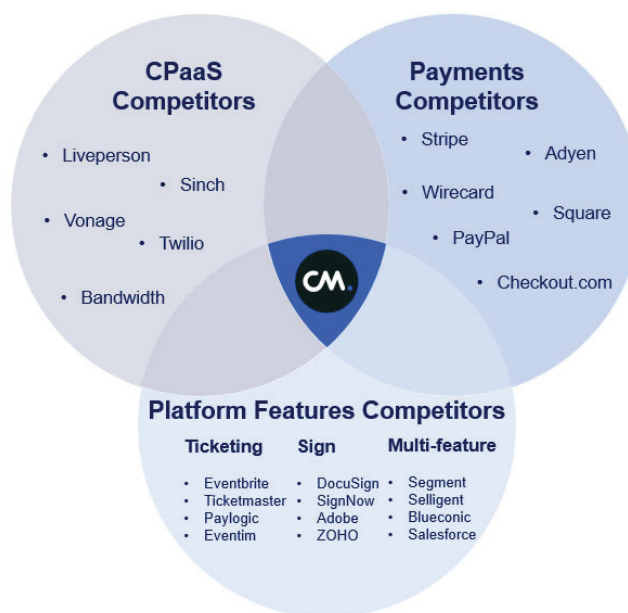 CPaaS
Competitors
• Liveperson
• Sinch
• Vonage
• Twilio
• Bandwidth
Payments
Competitors
• Stripe
• Adyen
• Wirecard
• Square
• PayPal
• Checkout.com
CM.
Platform Features Competitors
Ticketing
• Eventbrite
• Ticketmaster
• Paylogic
• Eventim
Sign
• DocuSign
• SignNow
• Adobe
• ZOHO
Multi-feature
• Segment
• Selligent
• Blueconic
• Salesforce